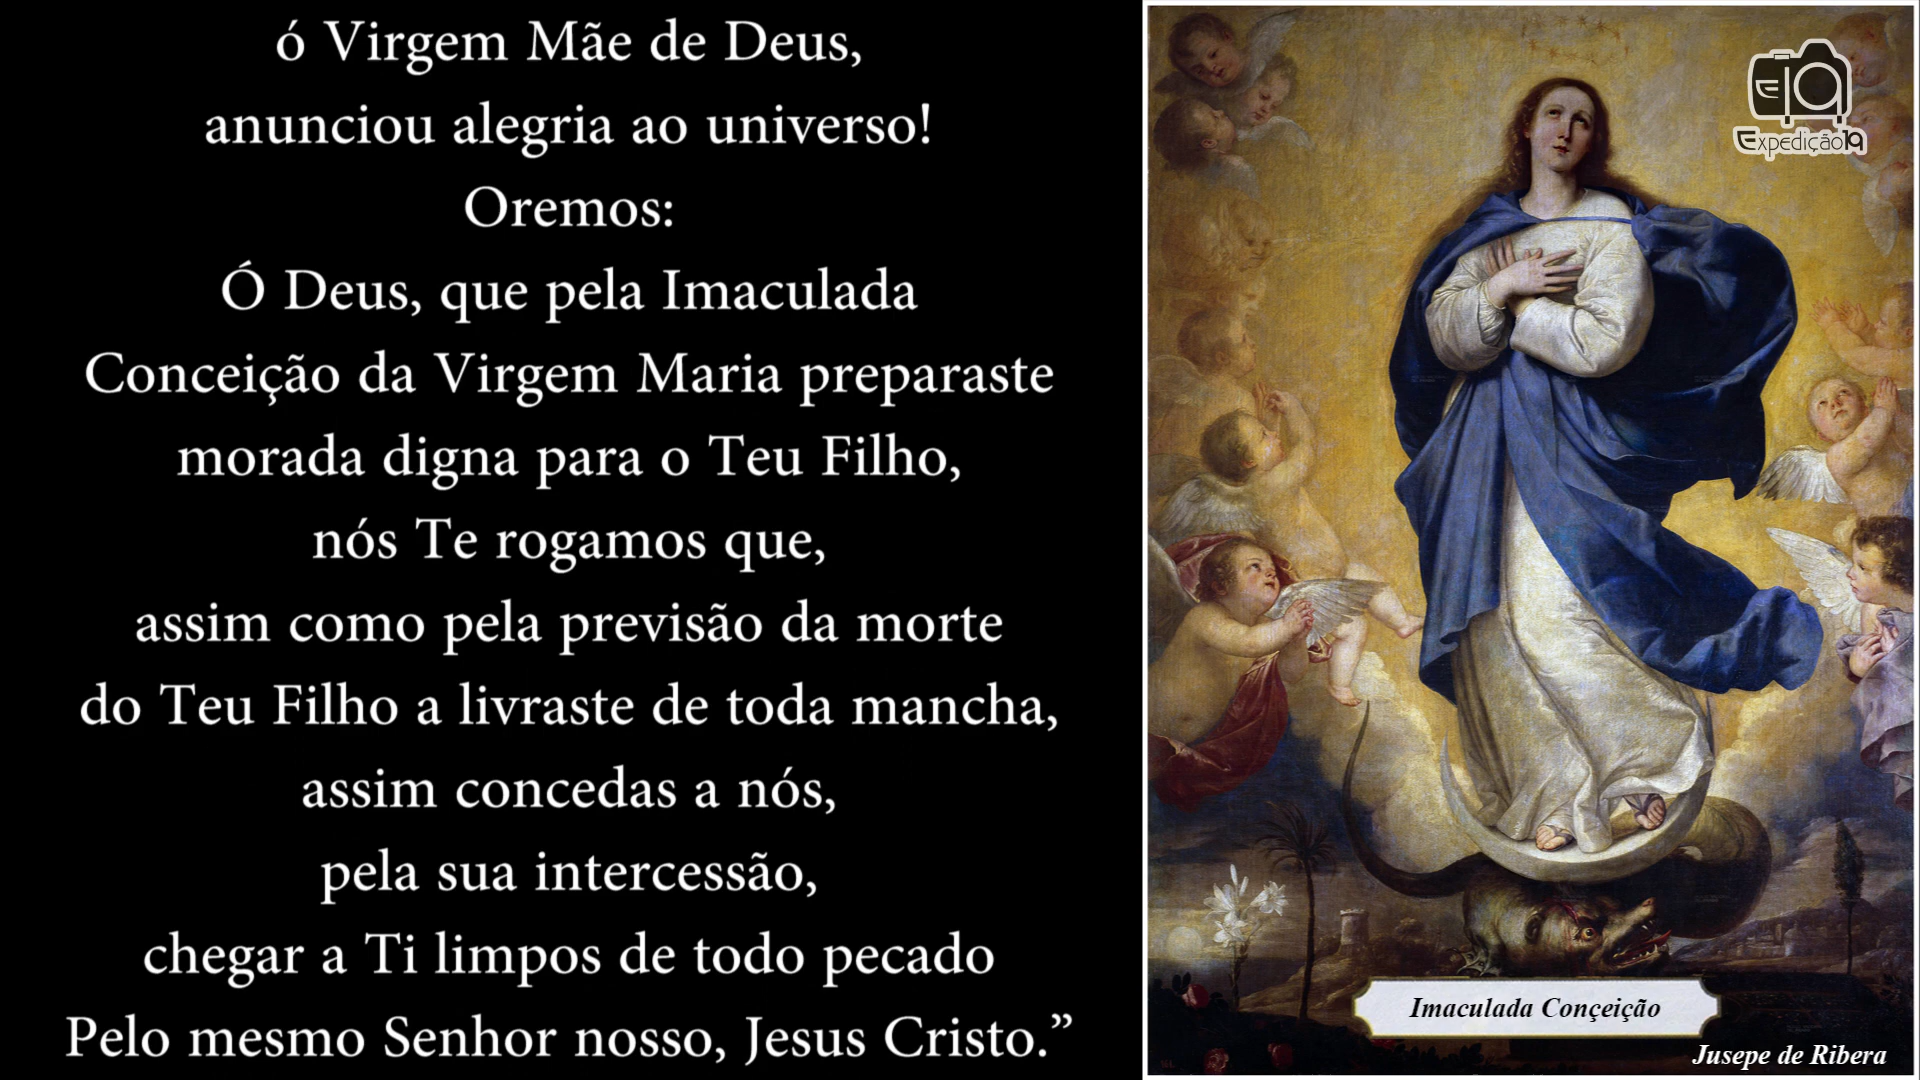 ó Virgem Mãe de Deus,
anunciou alegria ao universo!
Oremos:
Ó Deus, que pela Imaculada
Conceição da Virgem Maria preparaste
morada digna para o Teu Filho,
nós Te rogamos que,
assim como pela previsão da morte
do Teu Filho a livraste de toda mancha,
assim concedas a nós,
pela sua intercessão,
chegar a Ti limpos de todo pecado
Pelo mesmo Senhor nosso, Jesus Cristo.”
E19
Expedição19
Imaculada Conçeição
Jusepe de Ribera